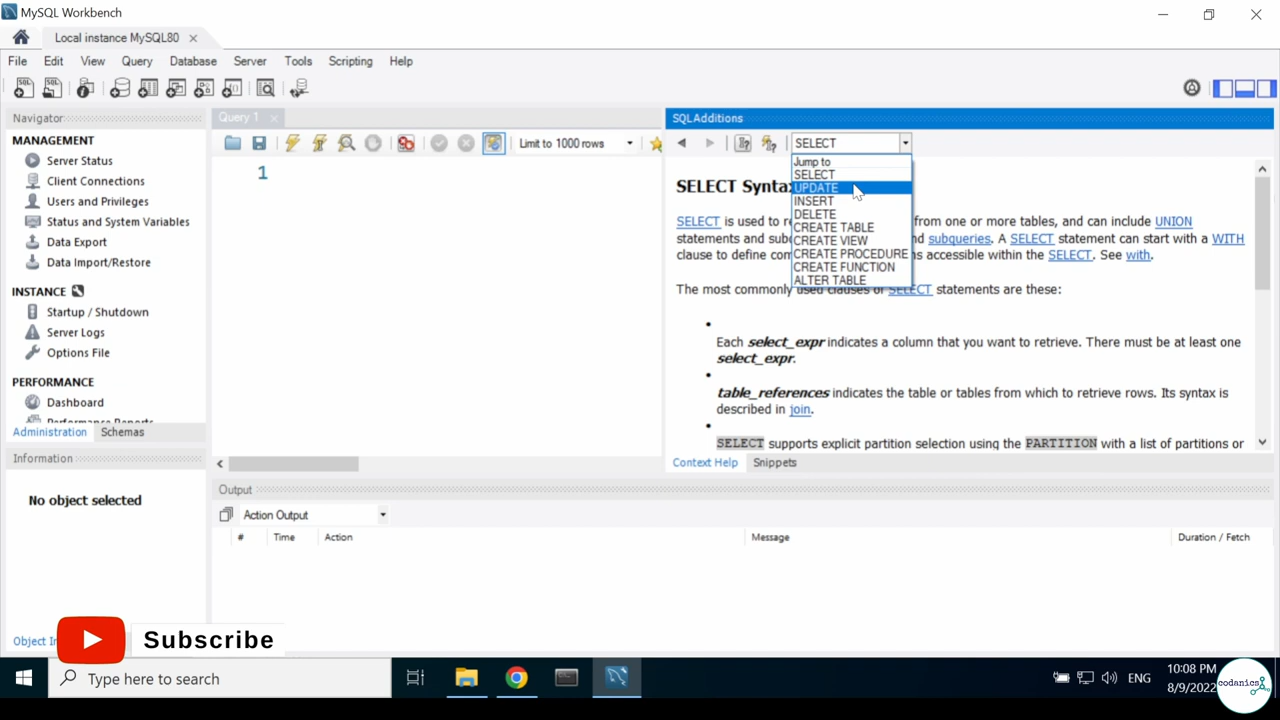 MySQL Workbench
Local instance MySQL80
File Edit View Query Database Server Tools Scripting Help
Navigator
MANAGEMENT
Server Status
Client Connections
Users and Privileges
Status and System Variables
Data Export
Data Import/Restore
INSTANCE
Startup / Shutdown
Server Logs
Options File
PERFORMANCE
Dashboard
Performance Reports
Administration Schemas
Information
No object selected
Object In
Query 1
Limit to 1000 rows
1
SQLAdditions
SELECT
Jump to
SELECT
UPDATE
INSERT
DELETE
CREATE TABLE
CREATE VIEW
CREATE PROCEDURE
CREATE FUNCTION
ALTER TABLE
SELECT Synta
SELECT is used to r from one or more tables, and can include UNION
statements and subq and subqueries. A SELECT statement can start with a WITH
clause to define com ns accessible within the SELECT. See with.
The most commonly used clauses of SELECT statements are these:
• Each select_expr indicates a column that you want to retrieve. There must be at least one
select_expr.
• table_references indicates the table or tables from which to retrieve rows. Its syntax is
described in join.
• SELECT supports explicit partition selection using the PARTITION with a list of partitions or
Context Help Snippets
Output
Action Output
# Time Action Message Duration / Fetch
Subscribe
Type here to search
ENG
10:08 PM
8/9/2022
codanics